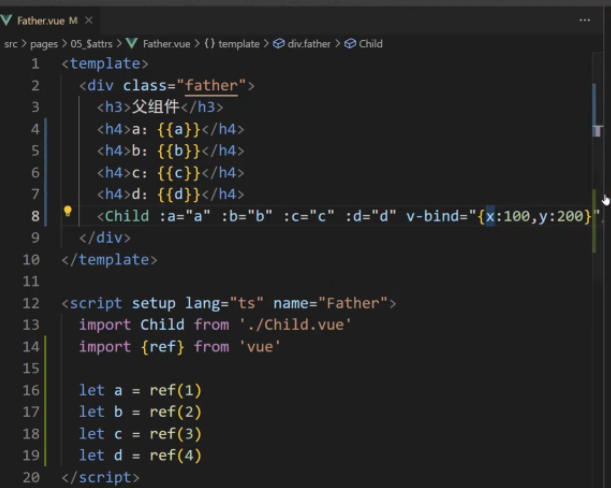 Father.vue M ×
...
src > pages > 05_$attrs > Father.vue > {} template > div.father > Child
1 <template>
2 <div class="father">
3 <h3>父组件</h3>
4 <h4>a: {{a}}</h4>
5 <h4>b: {{b}}</h4>
6 <h4>c: {{c}}</h4>
7 <h4>d: {{d}}</h4>
8 <Child :a="a" :b="b" :c="c" :d="d" v-bind="{x:100,y:200}"
9 </div>
10 </template>
11
12 <script setup lang="ts" name="Father">
13 import Child from './Child.vue'
14 import {ref} from 'vue'
15
16 let a = ref(1)
17 let b = ref(2)
18 let c = ref(3)
19 let d = ref(4)
20 </script>